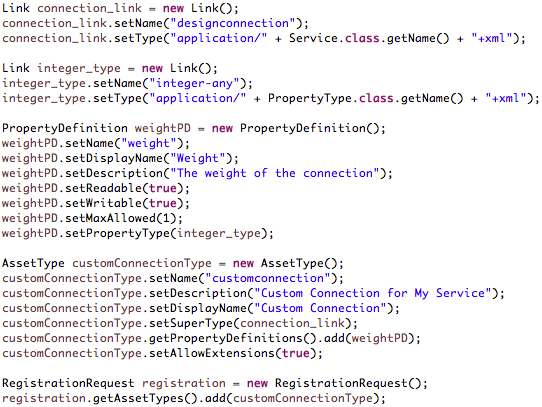 Link connection_link = new Link();
connection_link.setName("designconnection");
connection_link.setType("application/" + Service.class.getName() + "+xml");
Link integer_type = new Link();
integer_type.setName("integer-any");
integer_type.setType("application/" + PropertyType.class.getName() + "+xml");
PropertyDefinition weightPD = new PropertyDefinition();
weightPD.setName("weight");
weightPD.setDisplayName("Weight");
weightPD.setDescription("The weight of the connection");
weightPD.setReadable(true);
weightPD.setWritable(true);
weightPD.setMaxAllowed(1);
weightPD.setPropertyType(integer_type);
AssetType customConnectionType = new AssetType();
customConnectionType.setName("customconnection");
customConnectionType.setDescription("Custom Connection for My Service");
customConnectionType.setDisplayName("Custom Connection");
customConnectionType.setSuperType(connection_link);
customConnectionType.getPropertyDefinitions().add(weightPD);
customConnectionType.setAllowExtensions(true);
RegistrationRequest registration = new RegistrationRequest();
registration.getAssetTypes().add(customConnectionType);